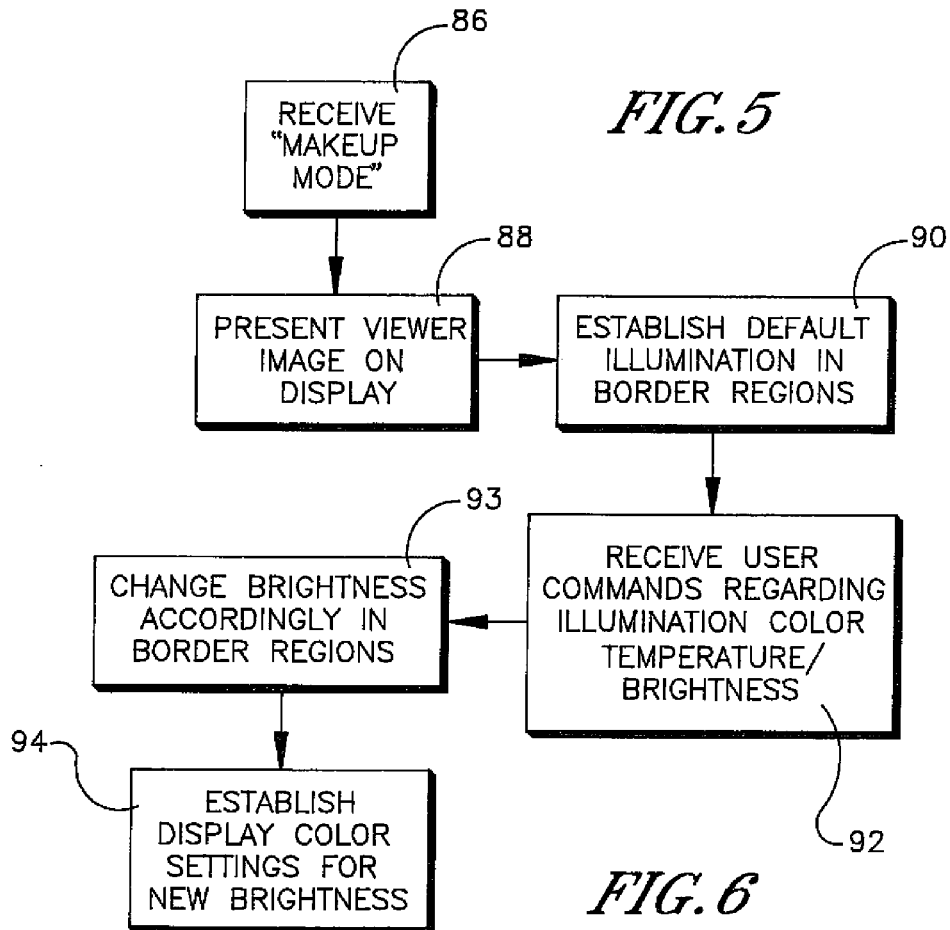 86
RECEIVE
"MAKEUP
MODE"
FIG. 5
88
PRESENT VIEWER
IMAGE ON
DISPLAY
90
ESTABLISH DEFAULT
ILLUMINATION IN
BORDER REGIONS
93
CHANGE BRIGHTNESS
ACCORDINGLY IN
BORDER REGIONS
RECEIVE USER
COMMANDS REGARDING
ILLUMINATION COLOR
TEMPERATURE/
BRIGHTNESS
92
94
ESTABLISH
DISPLAY COLOR
SETTINGS FOR
NEW BRIGHTNESS
FIG. 6